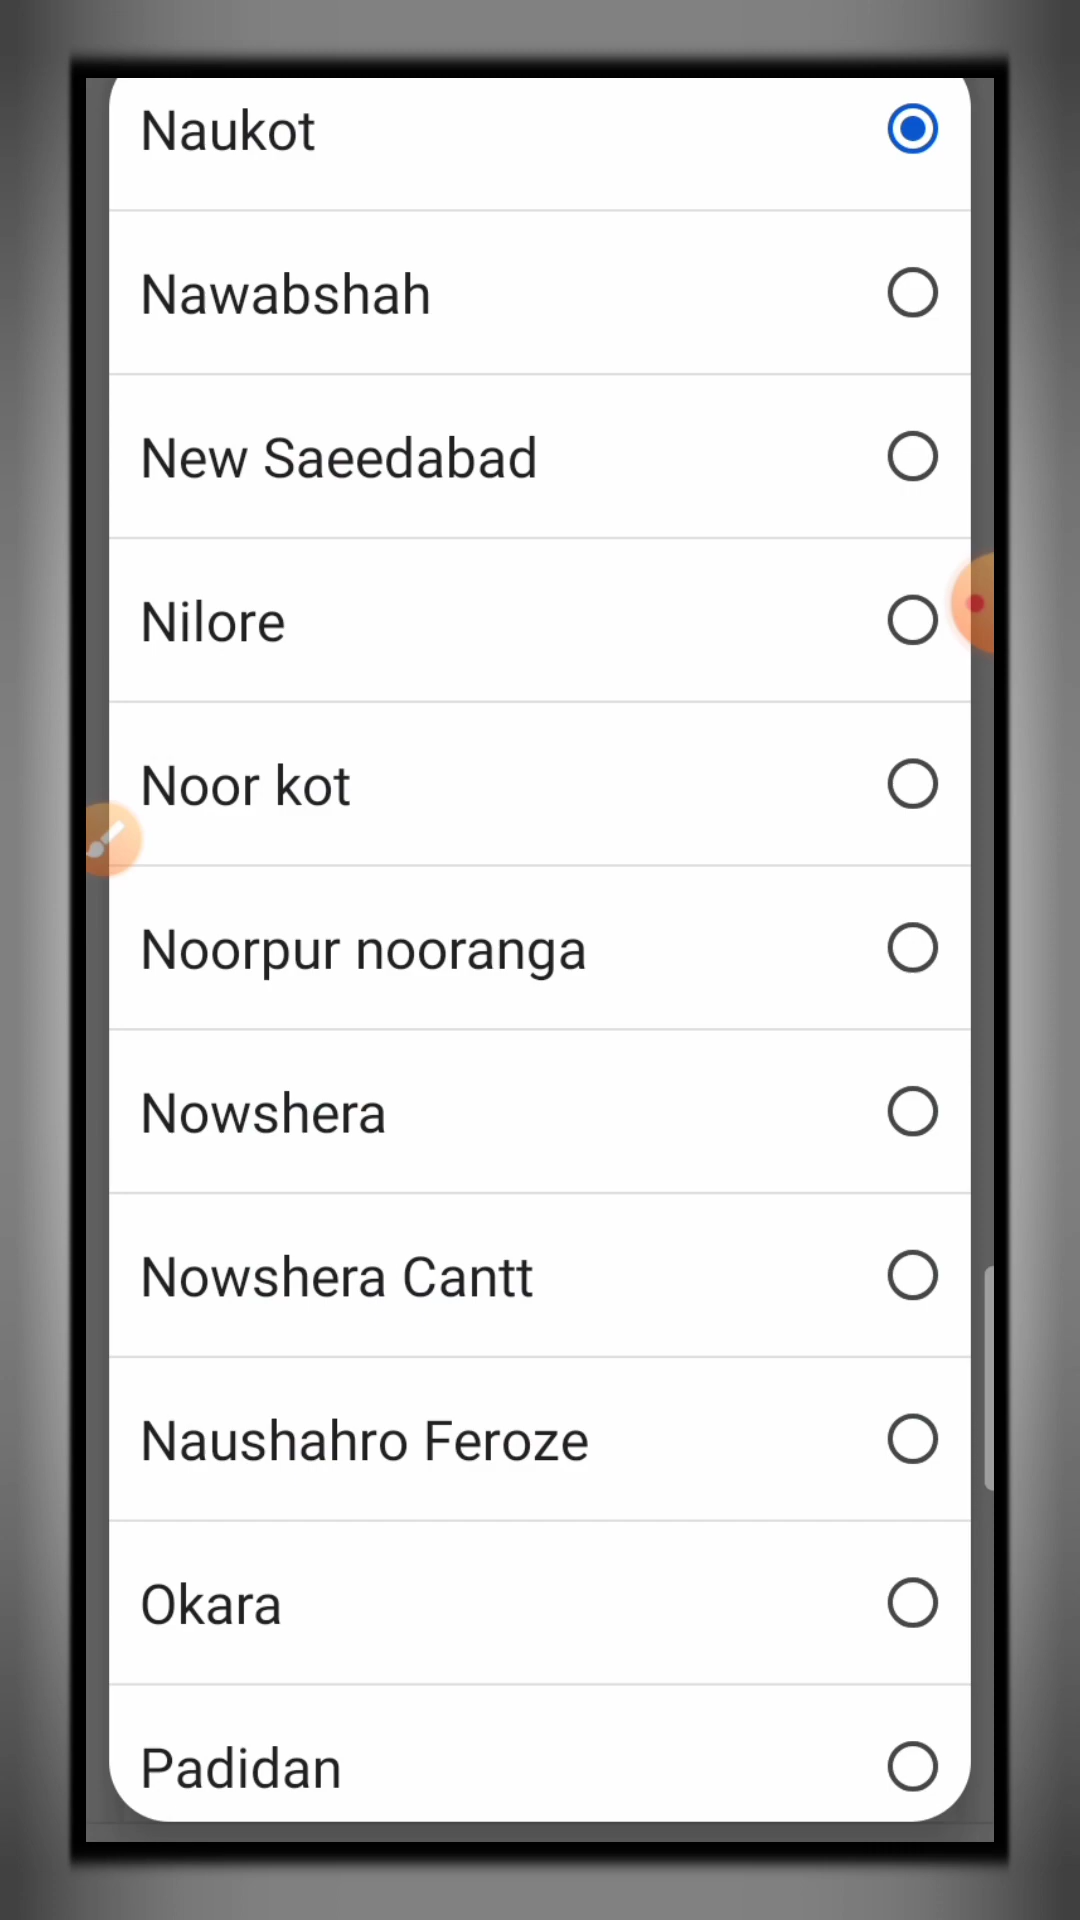 Naukot
Nawabshah
New Saeedabad
Nilore
Noor kot
Noorpur nooranga
Nowshera
Nowshera Cantt
Naushahro Feroze
Okara
Padidan